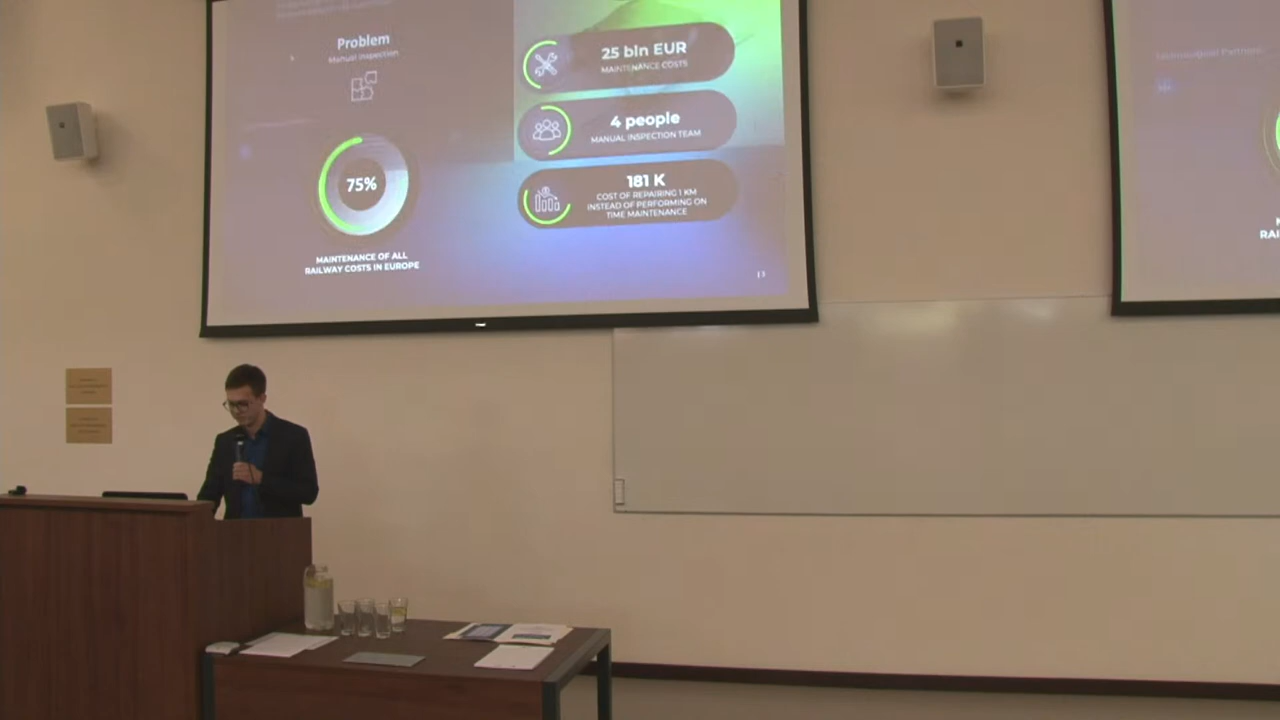 Problem
Manual inspection
75%
MAINTENANCE OF ALL
RAILWAY COSTS IN EUROPE
25 bln EUR
MAINTENANCE COSTS
4 people
MANUAL INSPECTION TEAM
181 K
COST OF REPAIRING 1 KM
INSTEAD OF PERFORMING ON
TIME MAINTENANCE
13
RAI